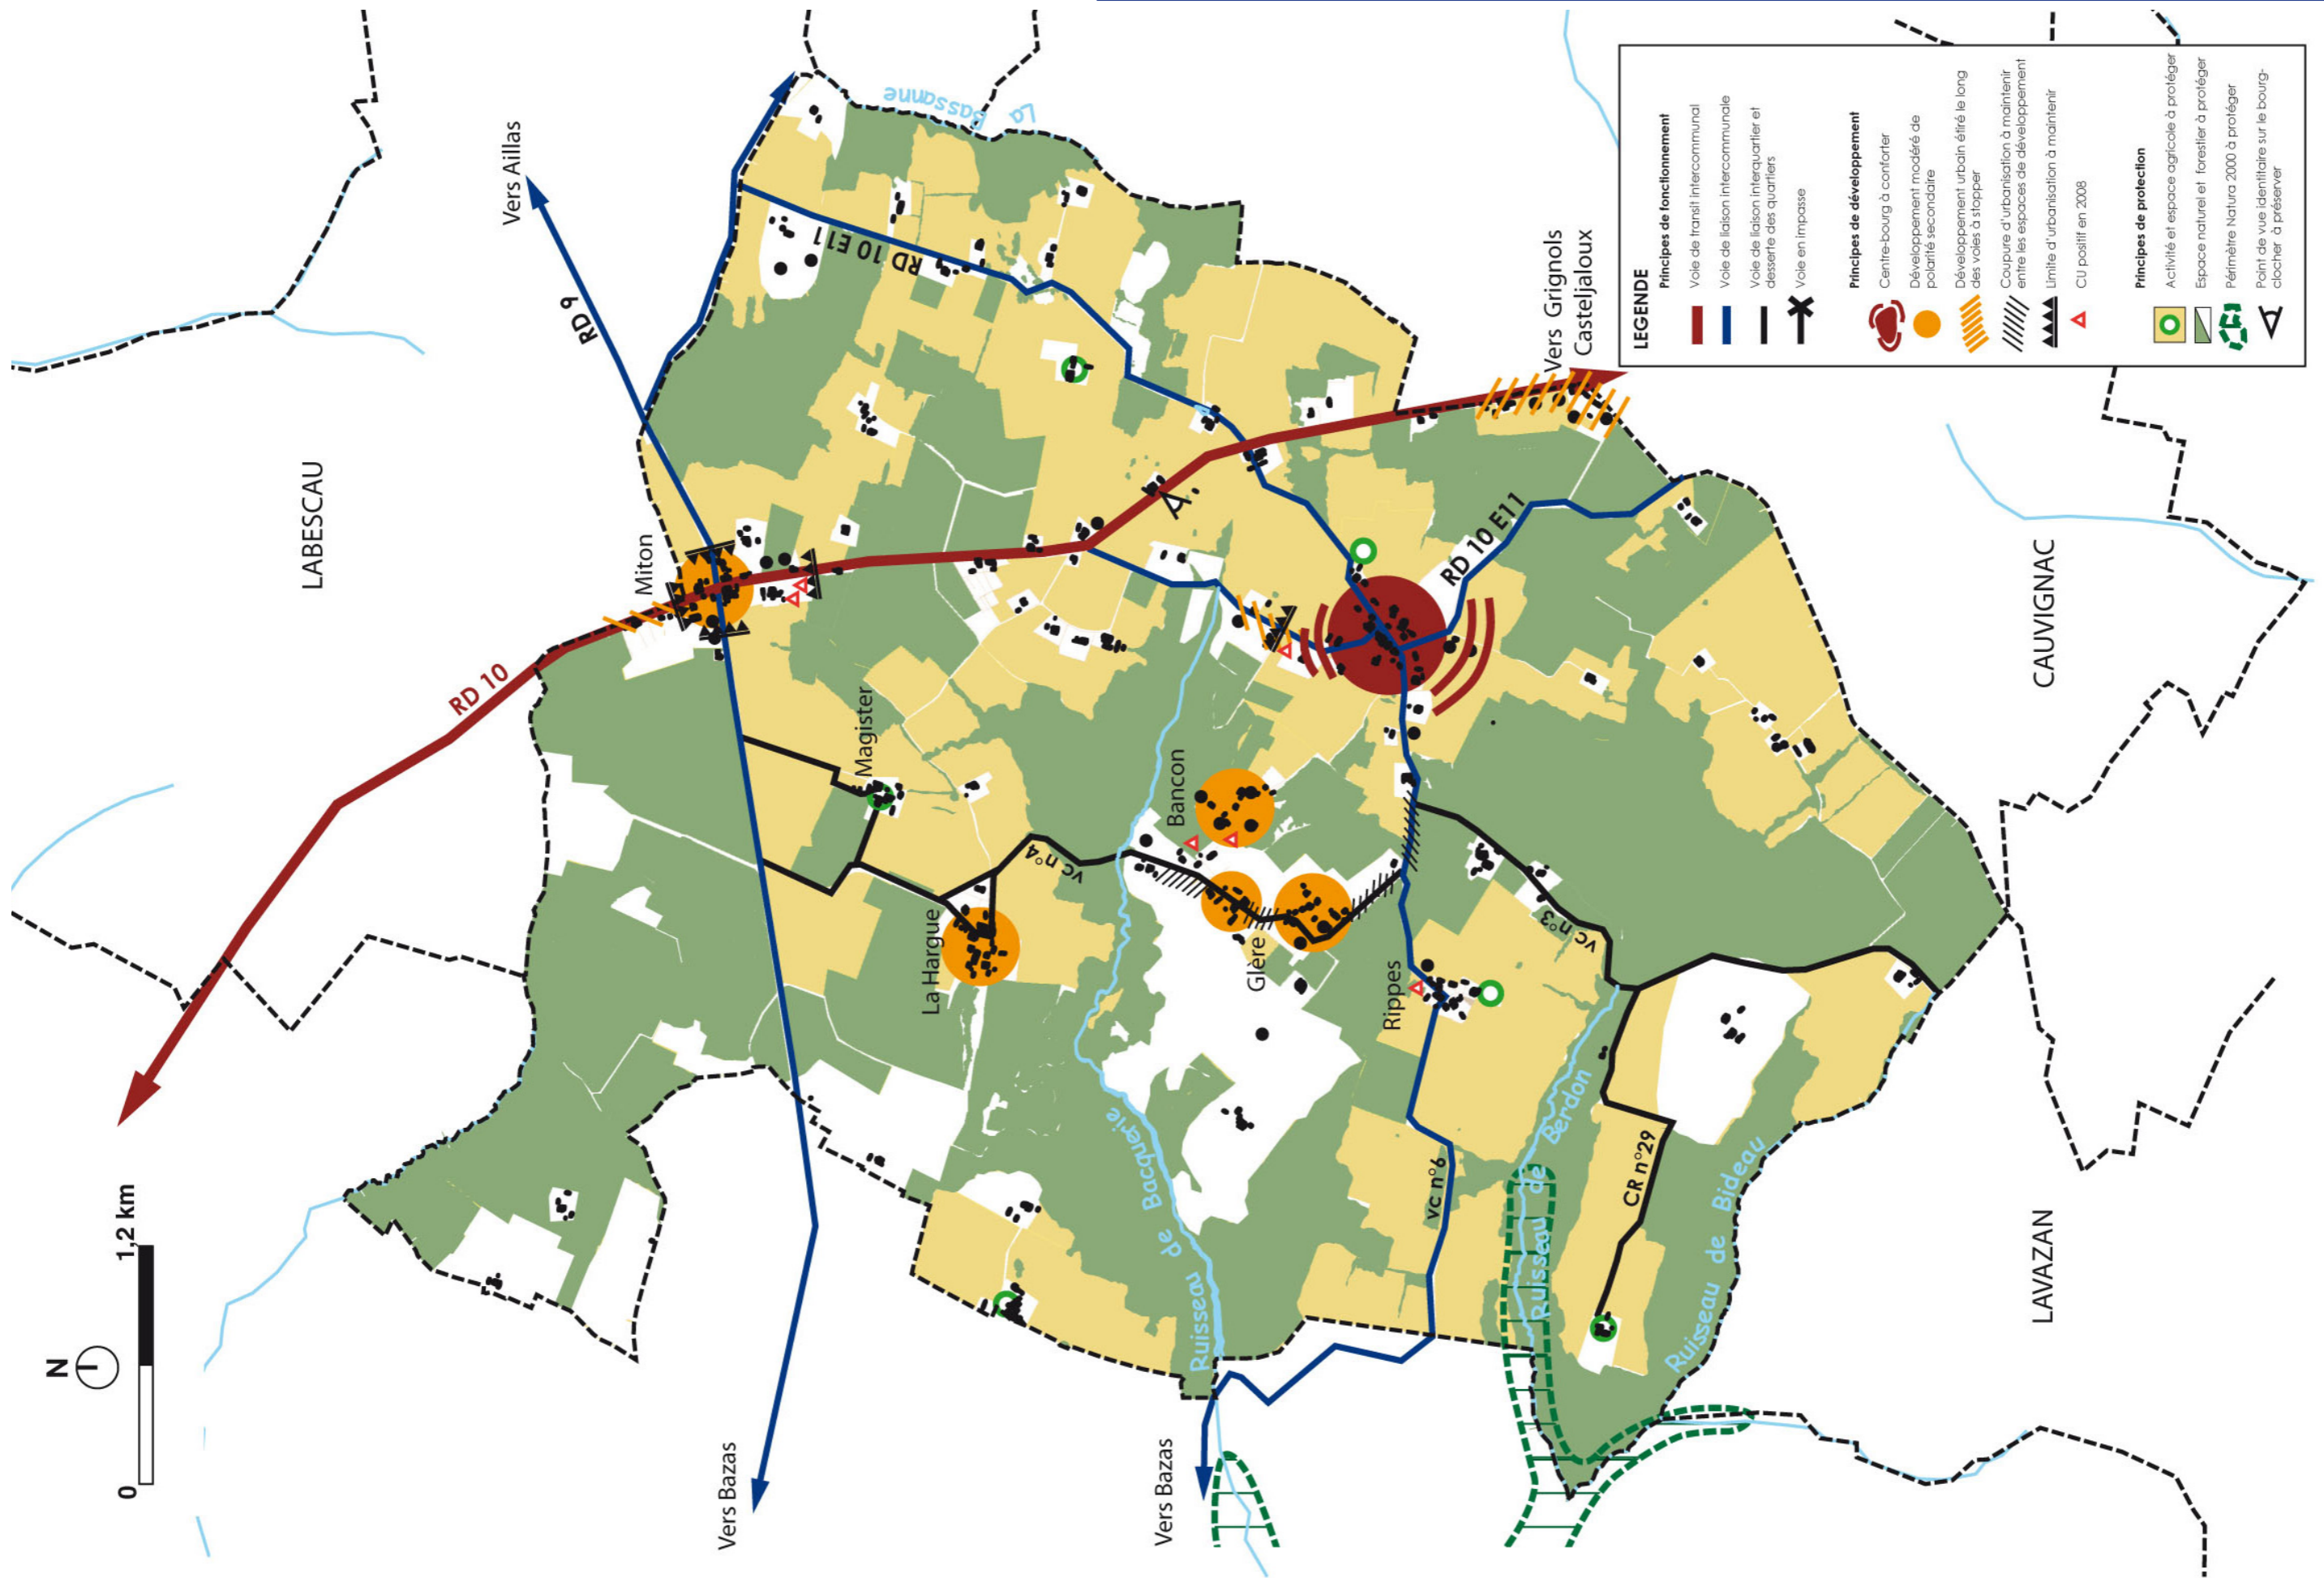 N
0
1,2 km
LABESCAU
Vers Aillas
RD 9
RD 10
Miton
RD 10 E11
La Bassanne
Magister
La Hargue
VC n°4
Bancon
Glère
Rippes
VC n°3
VC n°6
CR n°29
RD 10 E11
Ruisseau de Bacquerie
Ruisseau de Berdon
Ruisseau de Bideau
Vers Bazas
Vers Bazas
Vers Grignols
Casteljaloux
CAUVIGNAC
LAVAZAN
LEGENDE
Principes de fonctionnement
Voie de transit intercommunal
Voie de liaison intercommunale
Voie de liaison interquartier et
desserte des quartiers
Voie en impasse
Principes de développement
Centre-bourg à conforter
Développement modéré de
polarité secondaire
Développement urbain étiré le long
des voies à stopper
Coupure d'urbanisation à maintenir
entre les espaces de développement
Limite d'urbanisation à maintenir
CU positif en 2008
Principes de protection
Activité et espace agricole à protéger
Espace naturel et forestier à protéger
Périmètre Natura 2000 à protéger
Point de vue identitaire sur le bourg-
clocher à préserver